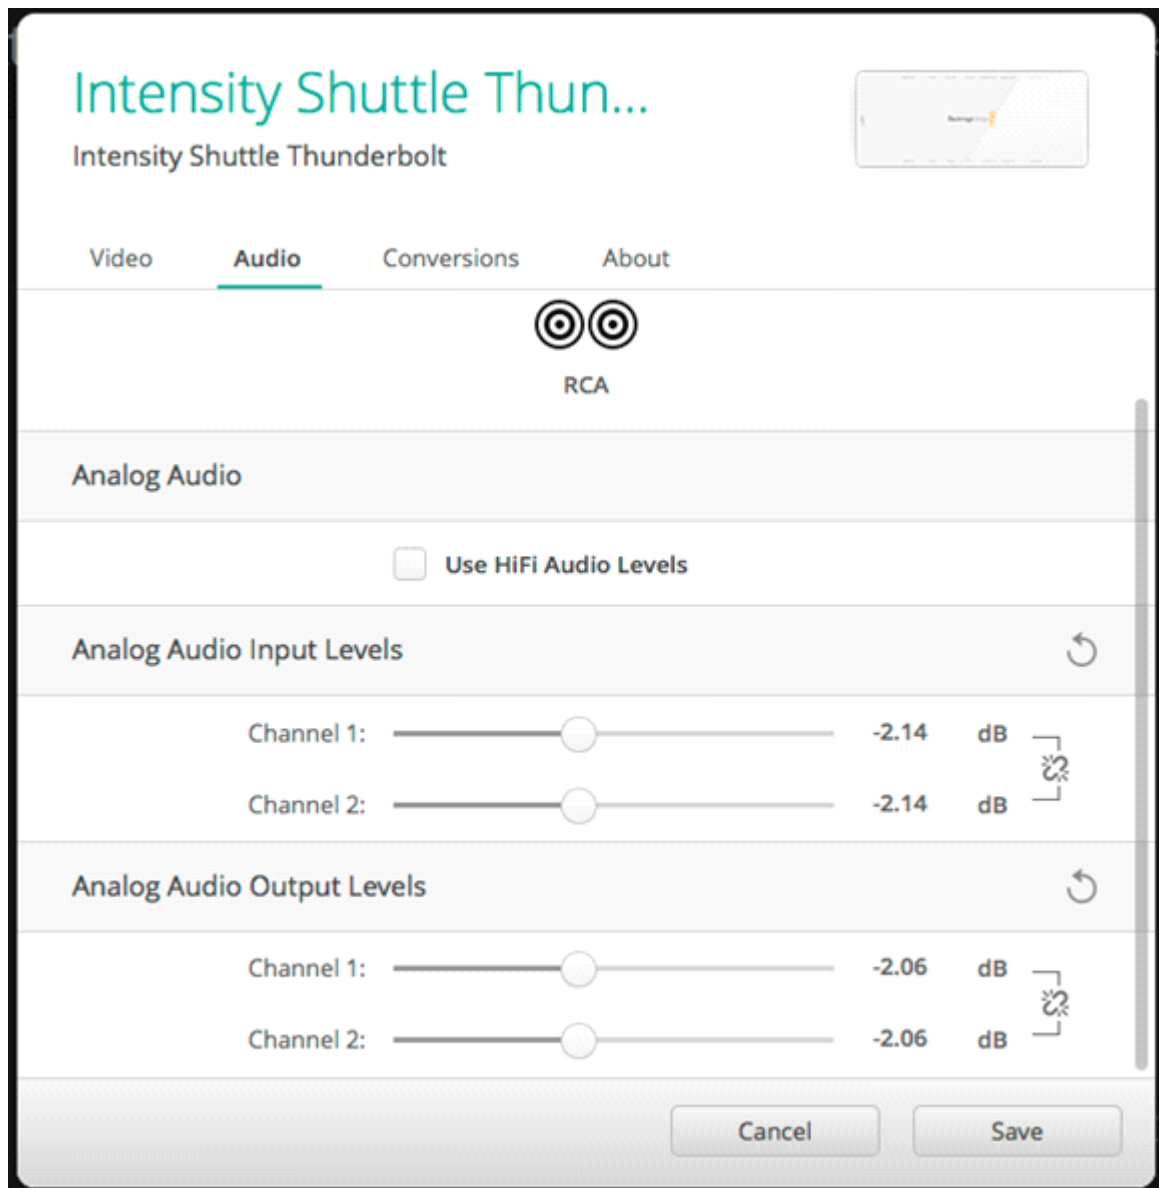 Intensity Shuttle Thun...
Intensity Shuttle Thunderbolt
Video Audio Conversions About
RCA
Analog Audio
Use HiFi Audio Levels
Analog Audio Input Levels
Channel 1: -2.14 dB
Channel 2: -2.14 dB
Analog Audio Output Levels
Channel 1: -2.06 dB
Channel 2: -2.06 dB
Cancel Save